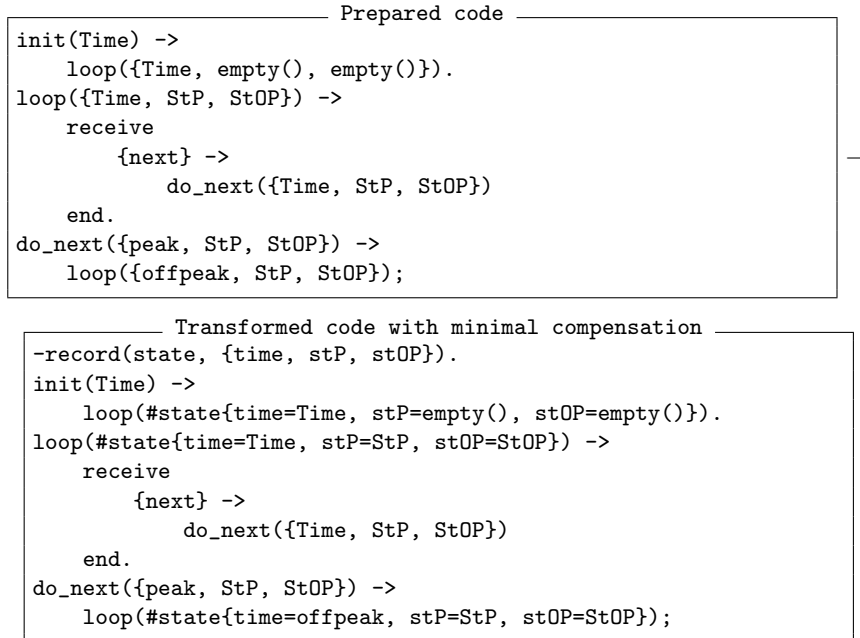 Prepared code
init(Time) ->
    loop({Time, empty(), empty()}).
loop({Time, StP, StOP}) ->
    receive
        {next} ->
            do_next({Time, StP, StOP})
    end.
do_next({peak, StP, StOP}) ->
    loop({offpeak, StP, StOP});
Transformed code with minimal compensation
-record(state, {time, stP, stOP}).
init(Time) ->
    loop(#state{time=Time, stP=empty(), stOP=empty()}).
loop(#state{time=Time, stP=StP, stOP=StOP}) ->
    receive
        {next} ->
            do_next({Time, StP, StOP})
    end.
do_next({peak, StP, StOP}) ->
    loop(#state{time=offpeak, stP=StP, stOP=StOP});